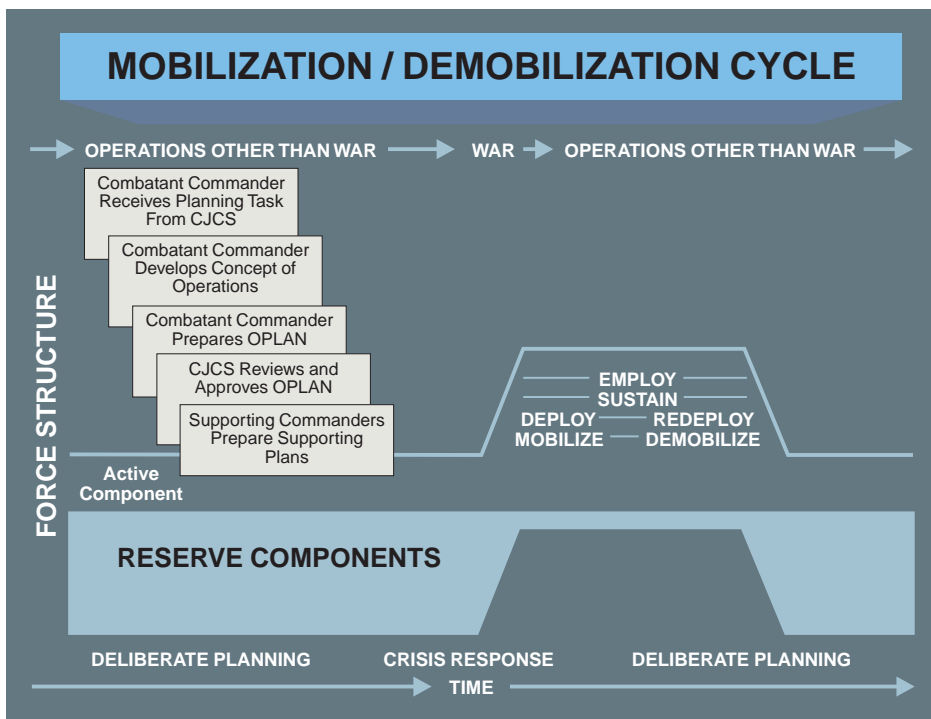 MOBILIZATION / DEMOBILIZATION CYCLE
OPERATIONS OTHER THAN WAR WAR OPERATIONS OTHER THAN WAR
Combatant Commander
Receives Planning Task
From CJCS
Combatant Commander
Develops Concept of
Operations
Combatant Commander
Prepares OPLAN
CJCS Reviews and
Approves OPLAN
Supporting Commanders
Prepare Supporting
Plans
FORCE STRUCTURE
EMPLOY
SUSTAIN
DEPLOY REDEPLOY
MOBILIZE DEMOBILIZE
Active
Component
RESERVE COMPONENTS
DELIBERATE PLANNING CRISIS RESPONSE DELIBERATE PLANNING
TIME